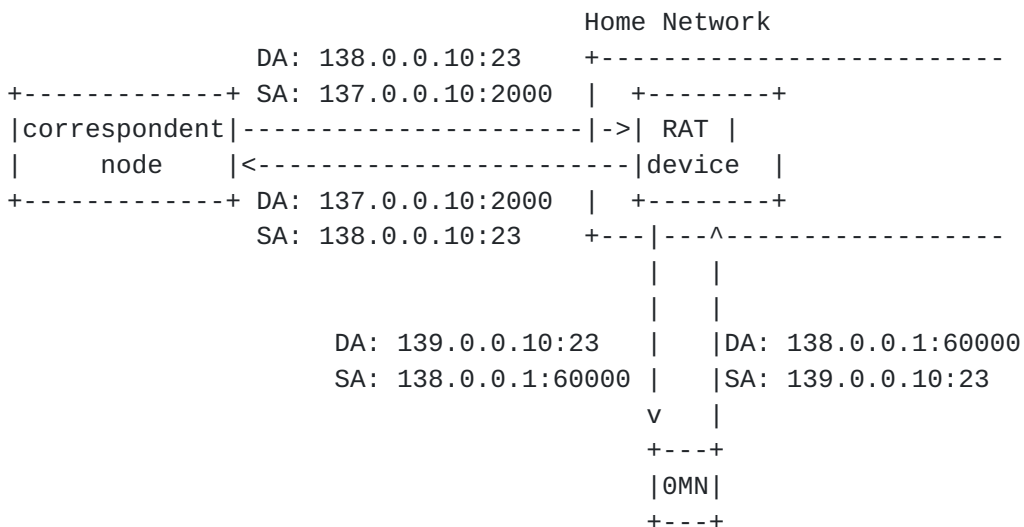 Home Network
DA: 138.0.0.10:23 +--------------------------
+-------------+ SA: 137.0.0.10:2000 | +--------+
|correspondent|----------------------|->| RAT |
| node |<------------------------|device |
+-------------+ DA: 137.0.0.10:2000 | +--------+
SA: 138.0.0.10:23 +---|---^------------------
| |
| |
DA: 139.0.0.10:23 | |DA: 138.0.0.1:60000
SA: 138.0.0.1:60000 | |SA: 139.0.0.10:23
v |
+---+
|0MN|
+---+